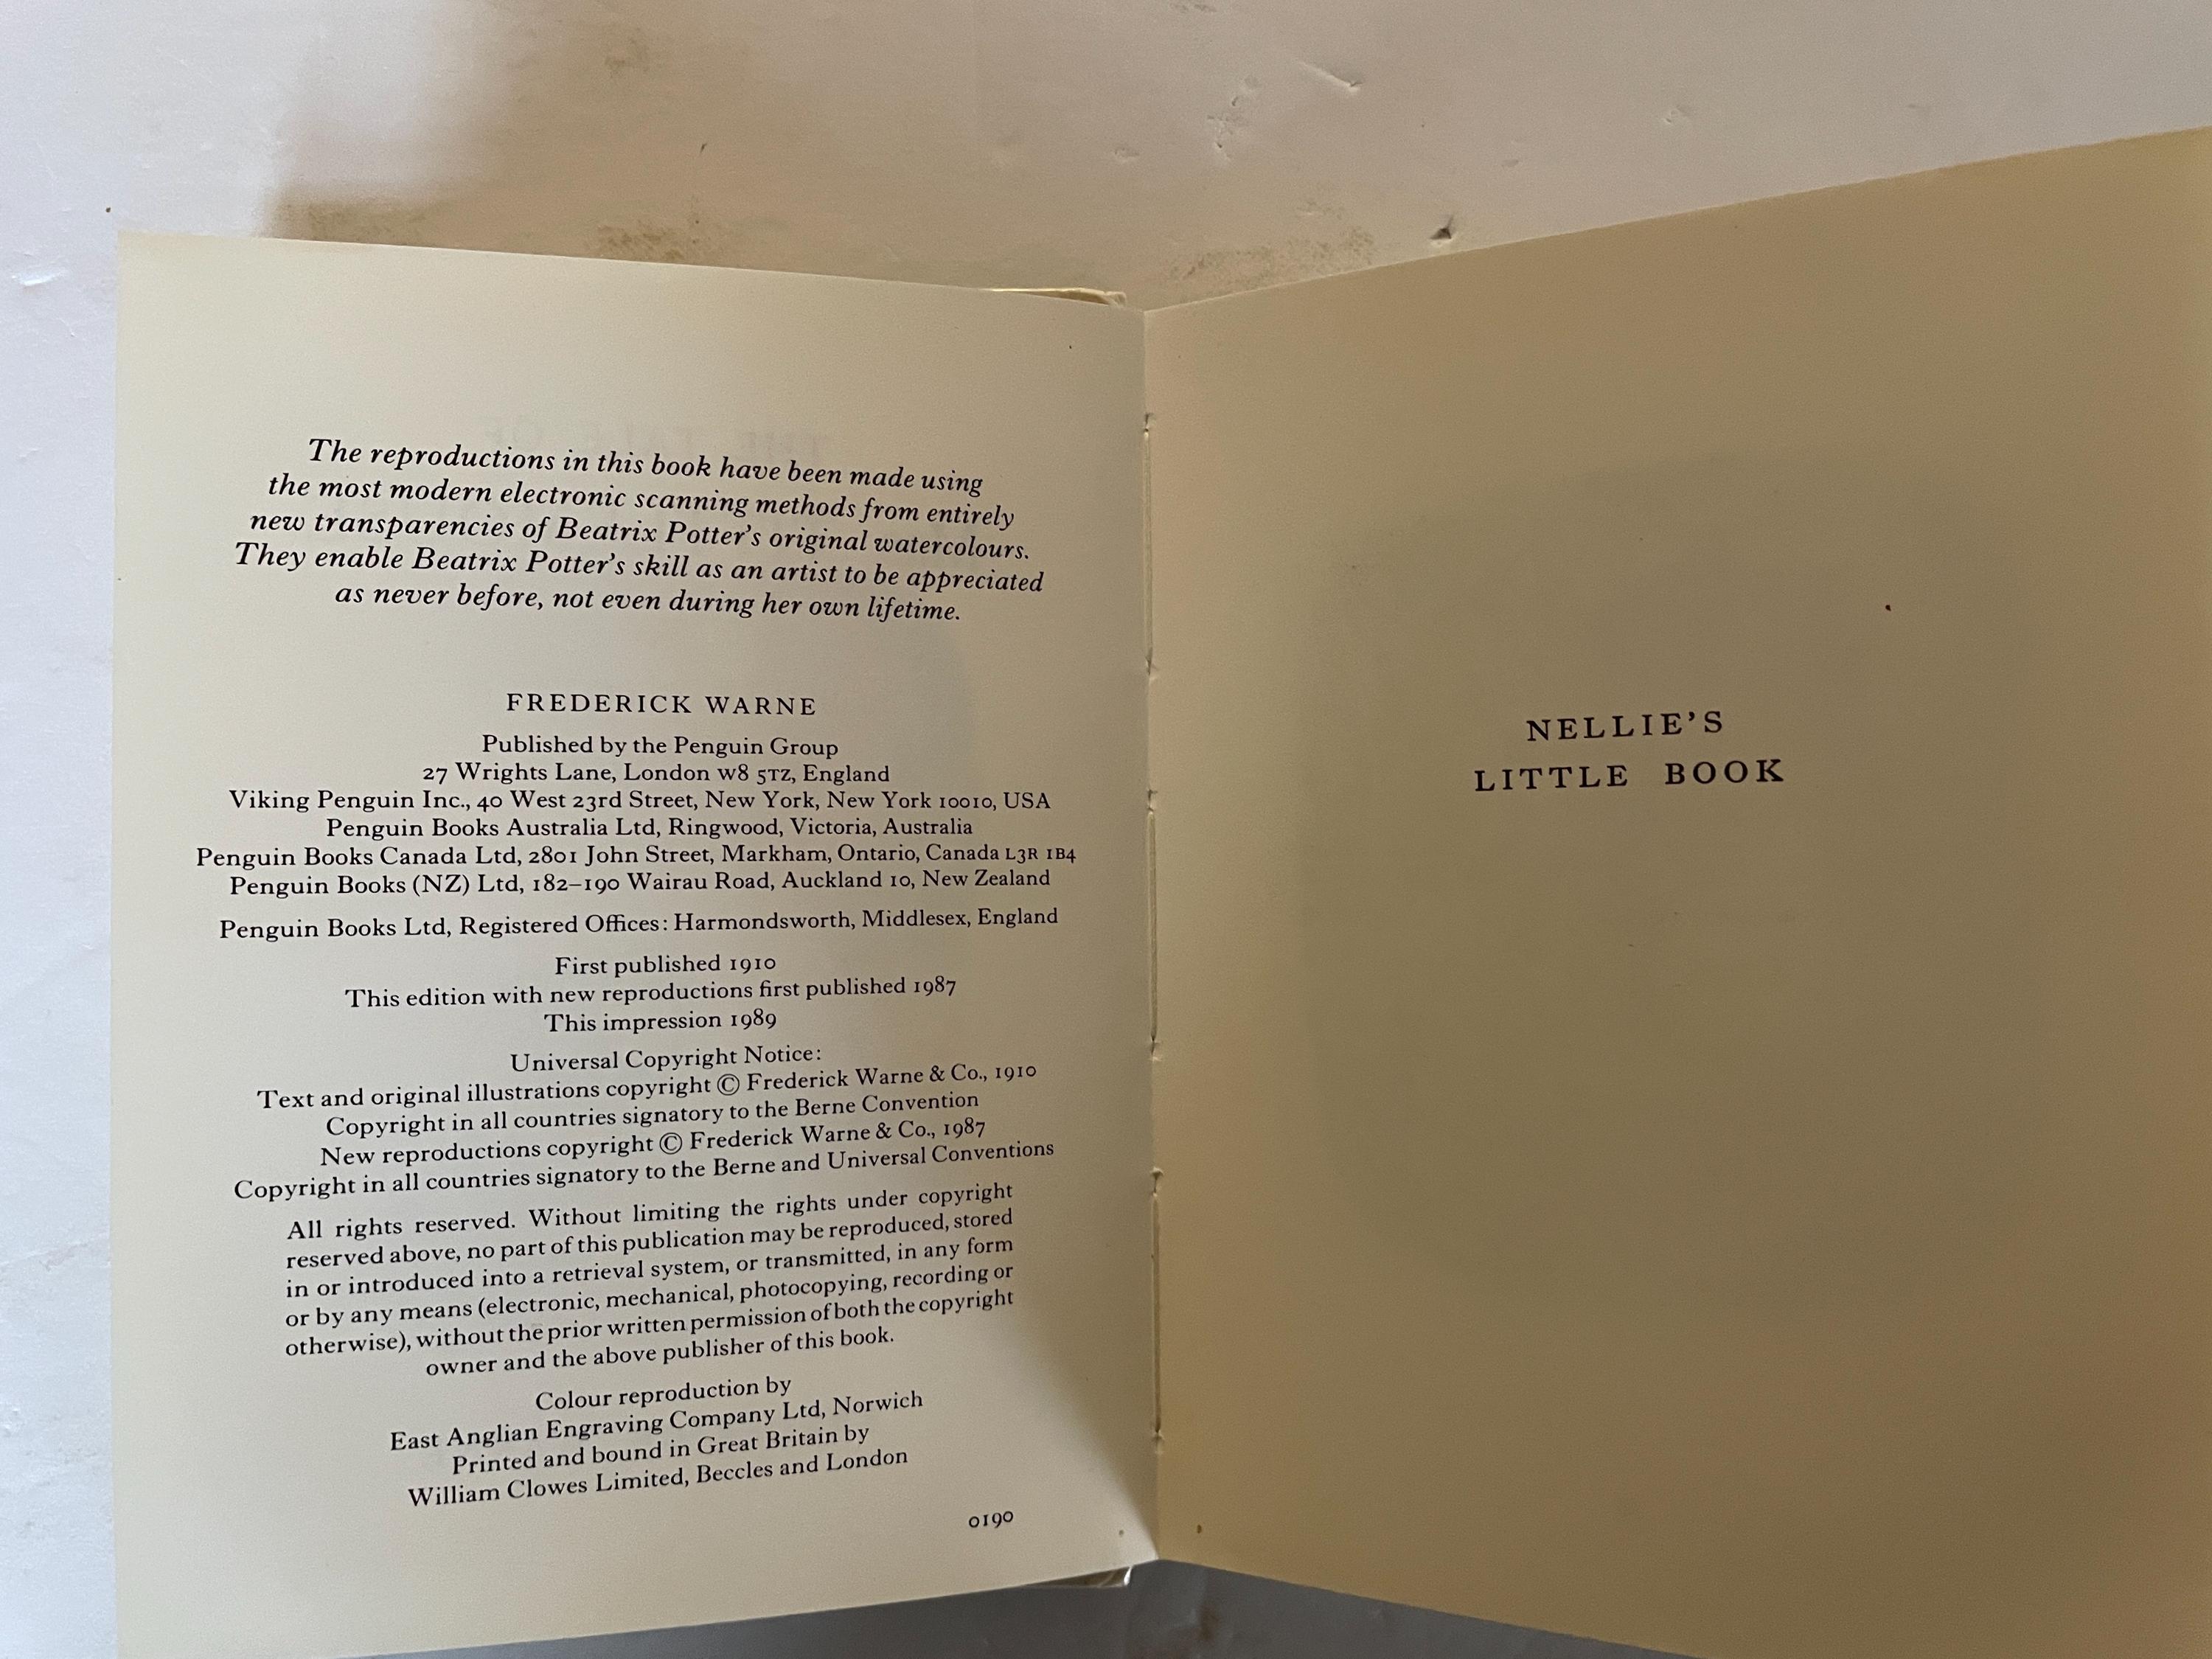 The reproductions in this book have been made using
the most modern electronic scanning methods from entirely
new transparencies of Beatrix Potter's original watercolours.
They enable Beatrix Potter's skill as an artist to be appreciated
as never before, not even during her own lifetime.
FREDERICK WARNE
Published by the Penguin Group
27 Wrights Lane, London W8 5TZ, England
Viking Penguin Inc., 40 West 23rd Street, New York, New York 10010, USA
Penguin Books Australia Ltd, Ringwood, Victoria, Australia
Penguin Books Canada Ltd, 2801 John Street, Markham, Ontario, Canada L3R 1B4
Penguin Books (NZ) Ltd, 182–190 Wairau Road, Auckland 10, New Zealand
Penguin Books Ltd, Registered Offices: Harmondsworth, Middlesex, England
First published 1910
This edition with new reproductions first published 1987
This impression 1989
Universal Copyright Notice:
Text and original illustrations copyright © Frederick Warne & Co., 1910
Copyright in all countries signatory to the Berne Convention
New reproductions copyright © Frederick Warne & Co., 1987
Copyright in all countries signatory to the Berne and Universal Conventions
All rights reserved. Without limiting the rights under copyright
reserved above, no part of this publication may be reproduced, stored
in or introduced into a retrieval system, or transmitted, in any form
or by any means (electronic, mechanical, photocopying, recording or
otherwise), without the prior written permission of both the copyright
owner and the above publisher of this book.
Colour reproduction by
East Anglian Engraving Company Ltd, Norwich
Printed and bound in Great Britain by
William Clowes Limited, Beccles and London
0190
NELLIE'S
LITTLE BOOK